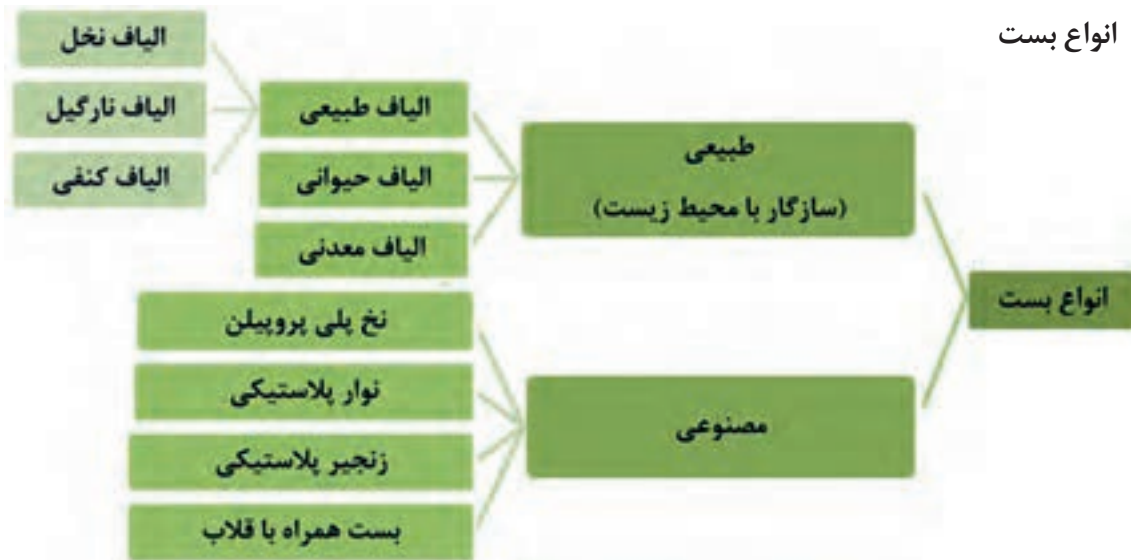 انواع بست
انواع بست
طبیعی
(سازگار با محیط زیست)
الیاف طبیعی
الیاف نخل
الیاف نارگیل
الیاف کنفی
الیاف حیوانی
الیاف معدنی
مصنوعی
نخ پلی پروپیلن
نوار پلاستیکی
زنجیر پلاستیکی
بست همراه با قلاب